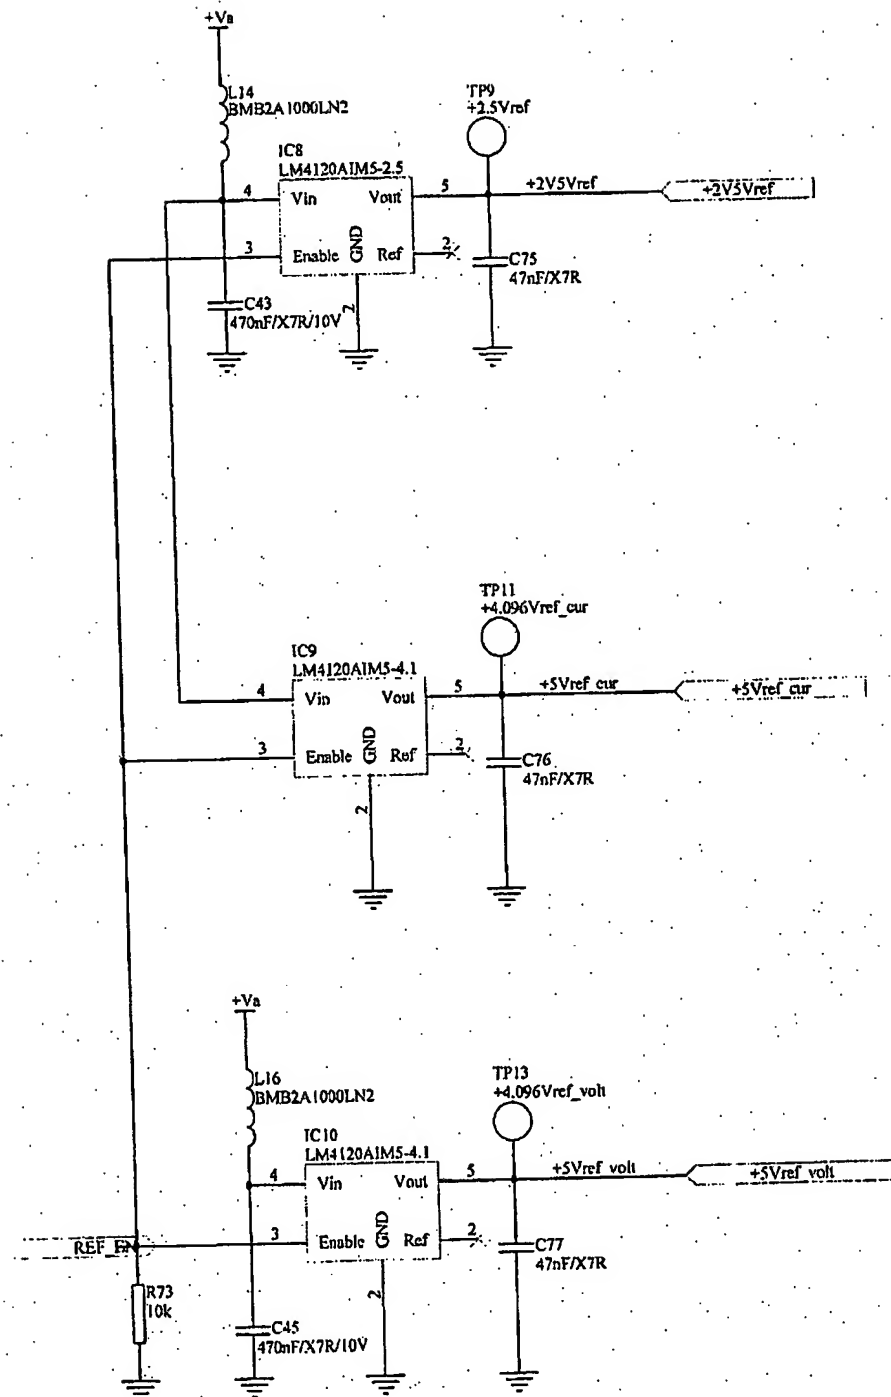 +Va
L14
BMB2A1000LN2
TP9
+2.5Vref
IC8
LM4120AIM5-2.5
4 Vin Vout 5 +2V5Vref +2V5Vref
3 Enable GND Ref 2
C75
47nF/X7R
2
C43
470nF/X7R/10V
TP11
+4.096Vref_cur
IC9
LM4120AIM5-4.1
4 Vin Vout 5 +5Vref_cur +5Vref_cur
3 Enable GND Ref 2
C76
47nF/X7R
2
+Va
L16
BMB2A1000LN2
TP13
+4.096Vref_volt
IC10
LM4120AIM5-4.1
4 Vin Vout 5 +5Vref_volt +5Vref_volt
REF_EN 3 Enable GND Ref 2
C77
47nF/X7R
2
R73
10k
C45
470nF/X7R/10V